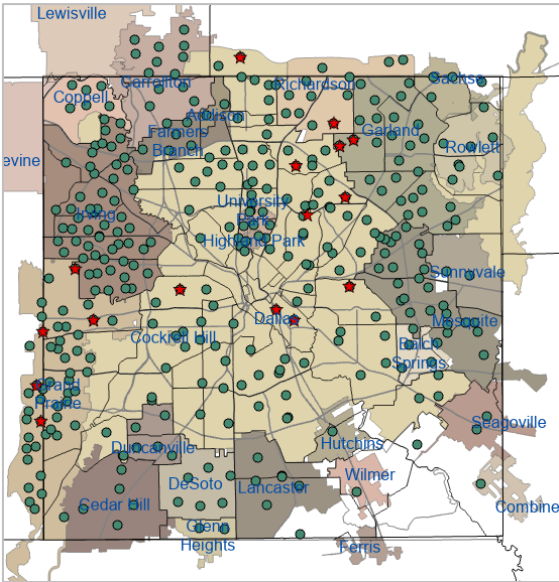 Lewisville
Carrollton
Richardson
Sachse
Coppell
Addison
Farmers
Branch
Garland
Rowlett
evine
University
Park
Irving
Highland Park
Sunnyvale
Dallas
Mesquite
Cockrell Hill
Balch
Springs
Grand
Prairie
Seagoville
Duncanville
Hutchins
DeSoto
Lancaster
Wilmer
Cedar Hill
Combine
Glenn
Heights
Ferris